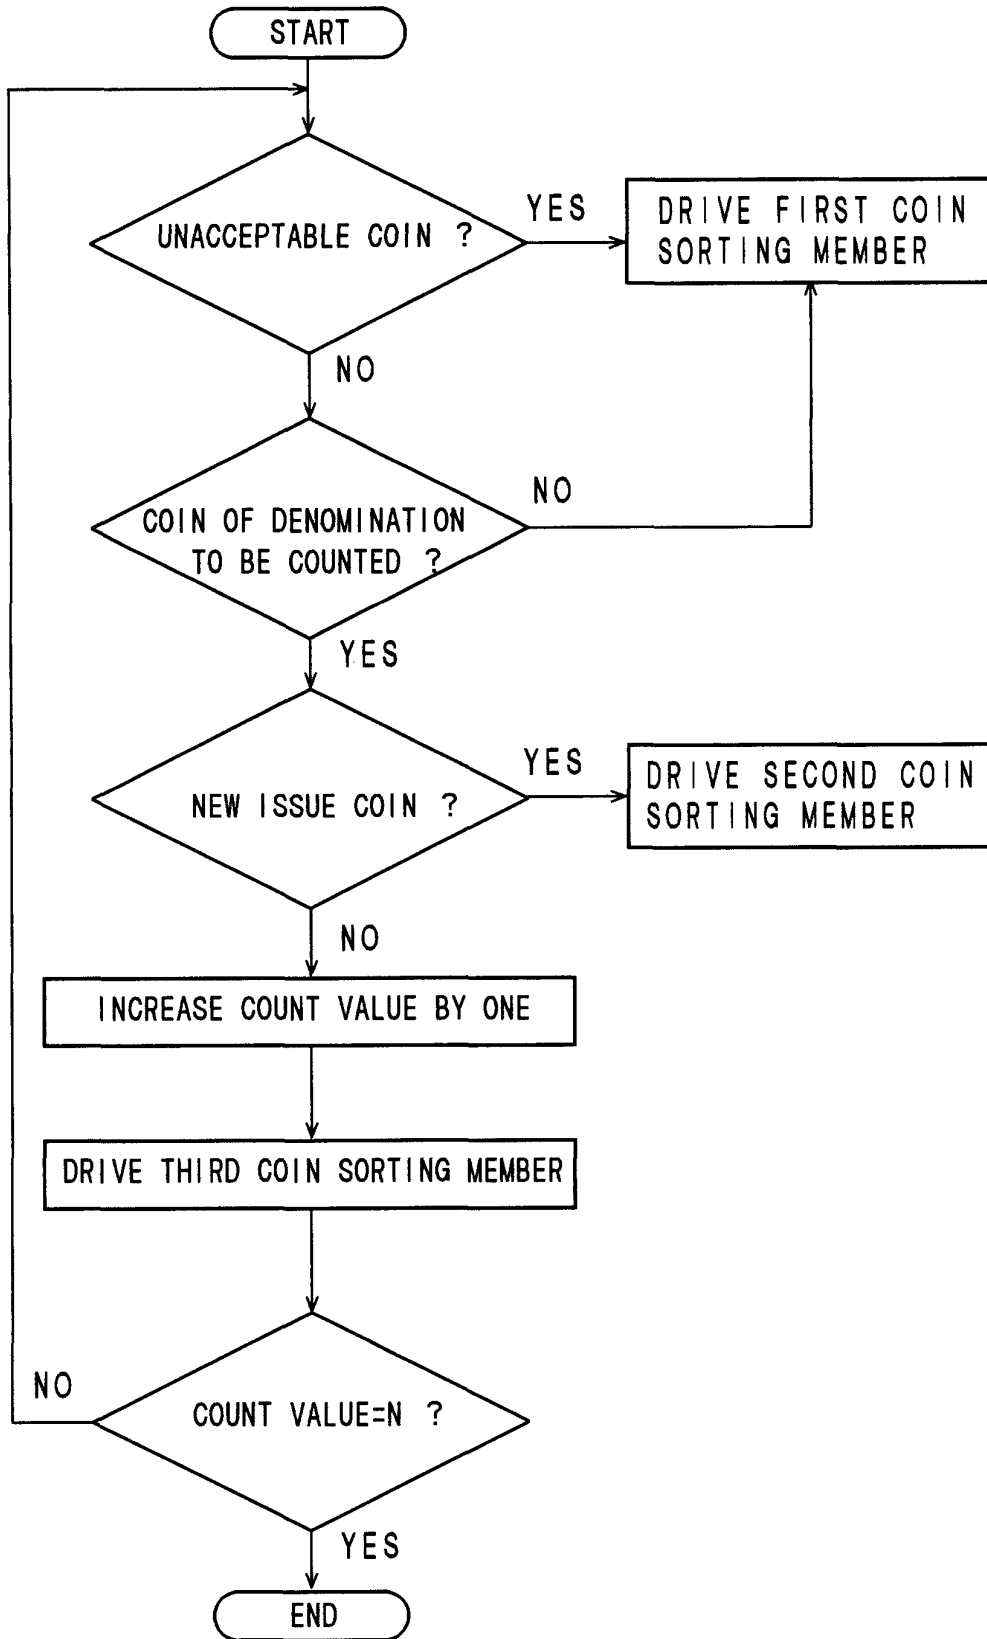 START
UNACCEPTABLE COIN ?
YES
DRIVE FIRST COIN
SORTING MEMBER
NO
COIN OF DENOMINATION
TO BE COUNTED ?
NO
YES
NEW ISSUE COIN ?
YES
DRIVE SECOND COIN
SORTING MEMBER
NO
INCREASE COUNT VALUE BY ONE
DRIVE THIRD COIN SORTING MEMBER
COUNT VALUE=N ?
NO
YES
END